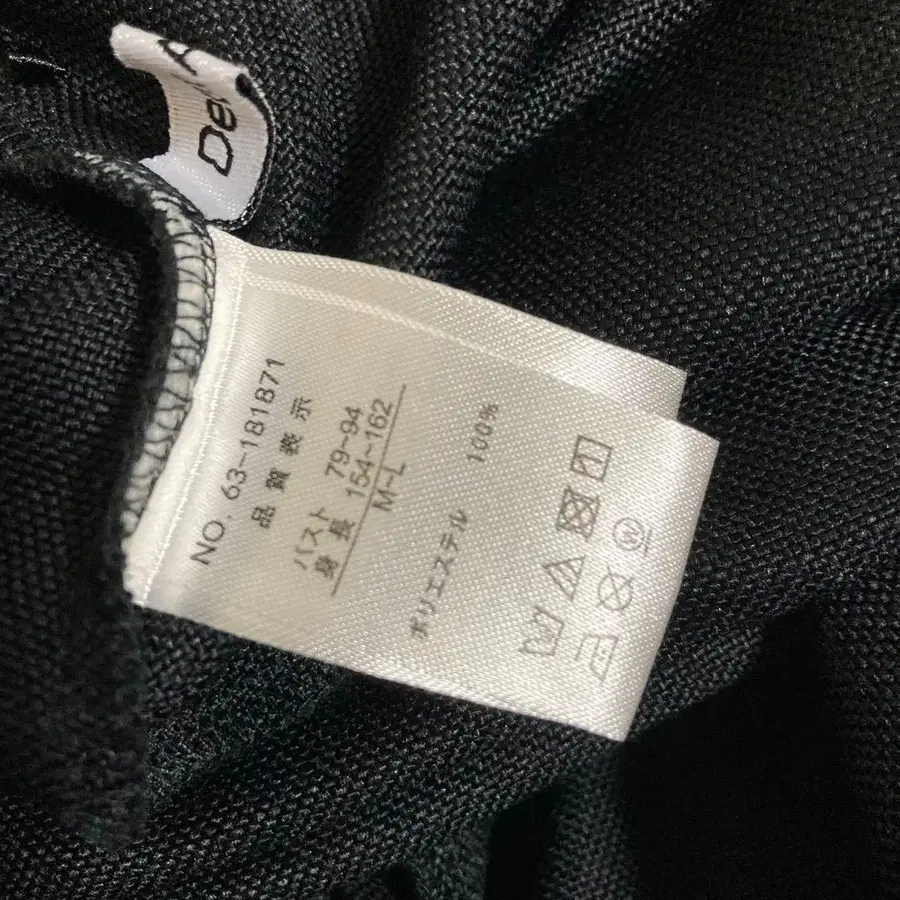 NO. 63-181871
品質表示
バスト 79~94
身長 154~162
M-L
ポリエステル 100%